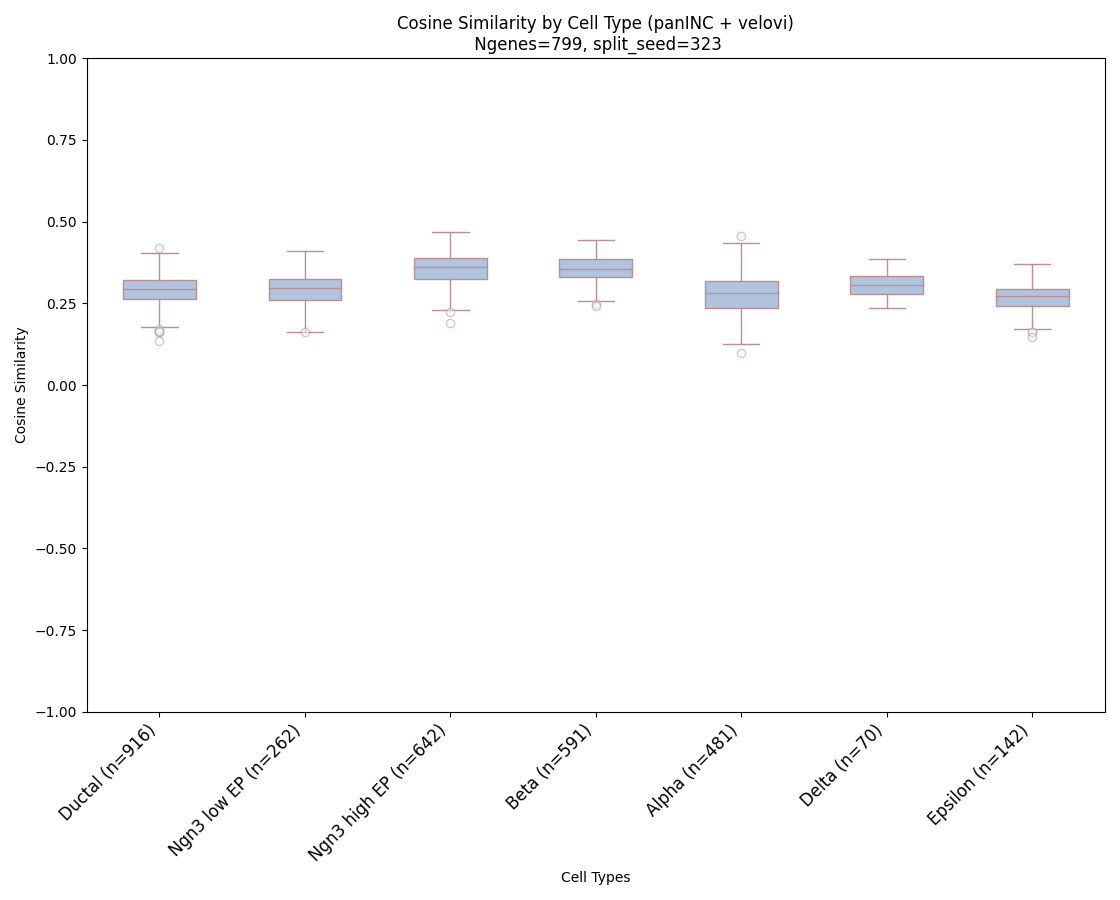 Cosine Similarity by Cell Type (panINC + velovi)
Ngenes=799, split_seed=323
1.00
0.75
0.50
0.25
0.00
−0.25
−0.50
−0.75
−1.00
Cosine Similarity
Ductal (n=916)
Ngn3 low EP (n=262)
Ngn3 high EP (n=642)
Beta (n=591)
Alpha (n=481)
Delta (n=70)
Epsilon (n=142)
Cell Types